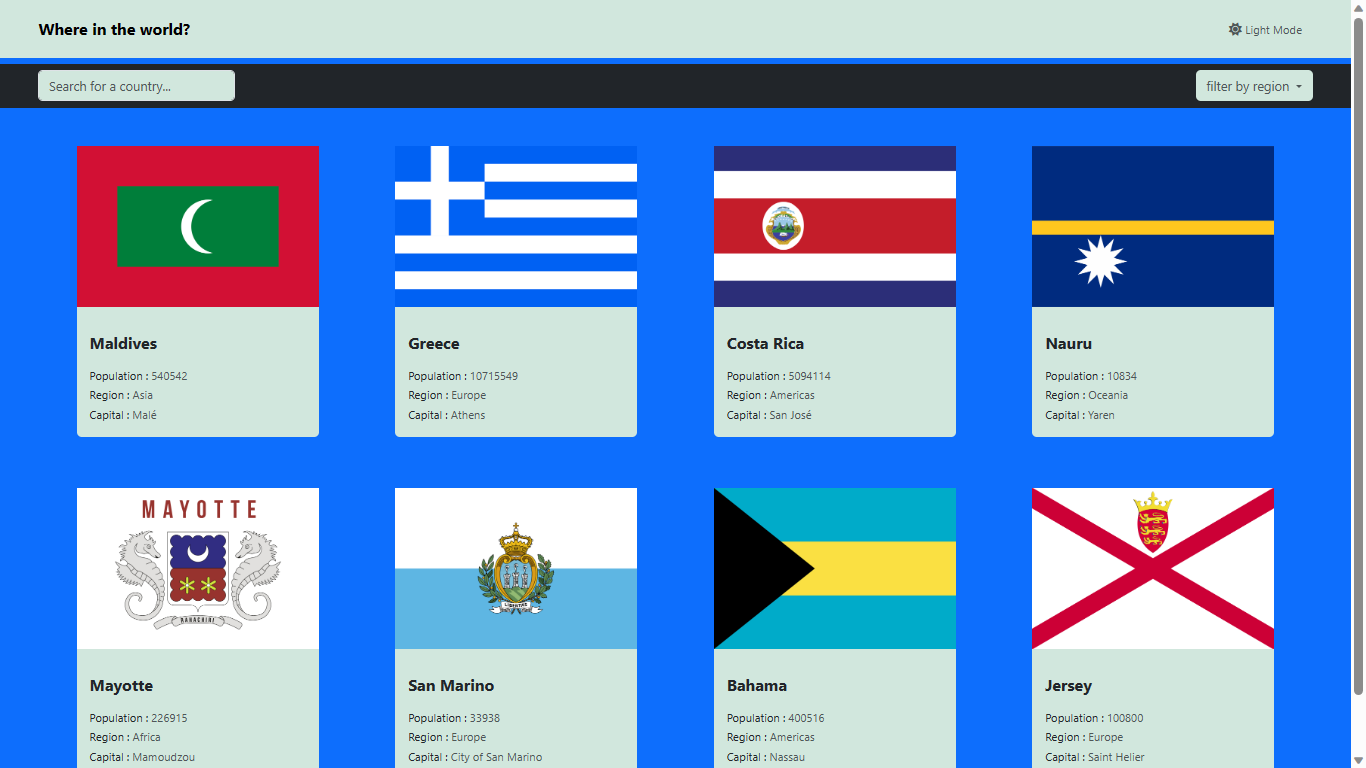 Where in the world?
Light Mode
Search for a country...
filter by region
Maldives
Population : 540542
Region : Asia
Capital : Malé
Greece
Population : 10715549
Region : Europe
Capital : Athens
Costa Rica
Population : 5094114
Region : Americas
Capital : San José
Nauru
Population : 10834
Region : Oceania
Capital : Yaren
MAYOTTE
RA HACHIRI
LIBERTAS
Mayotte
Population : 226915
Region : Africa
Capital : Mamoudzou
San Marino
Population : 33938
Region : Europe
Capital : City of San Marino
Bahama
Population : 400516
Region : Americas
Capital : Nassau
Jersey
Population : 100800
Region : Europe
Capital : Saint Helier